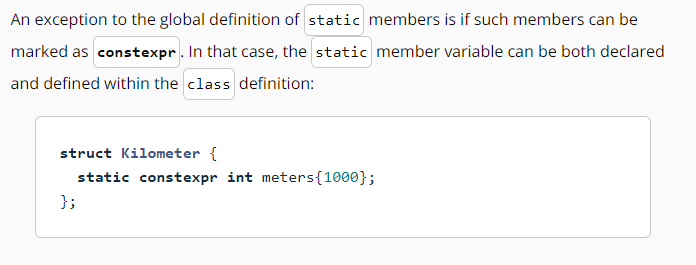 An exception to the global definition of static members is if such members can be
marked as constexpr. In that case, the static member variable can be both declared
and defined within the class definition:
struct Kilometer {
  static constexpr int meters{1000};
};